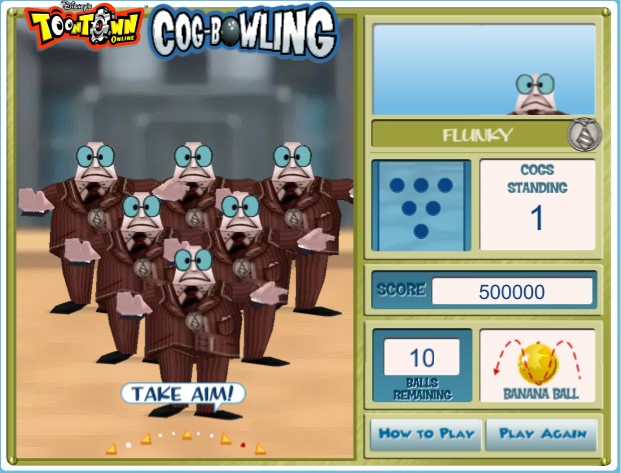 Disney's
TOONTOWN
ONLINE
COG-BOWLING
FLUNKY
COGS
STANDING
1
SCORE 500000
10
BALLS
REMAINING
BANANA BALL
TAKE AIM!
HOW TO PLAY
PLAY AGAIN